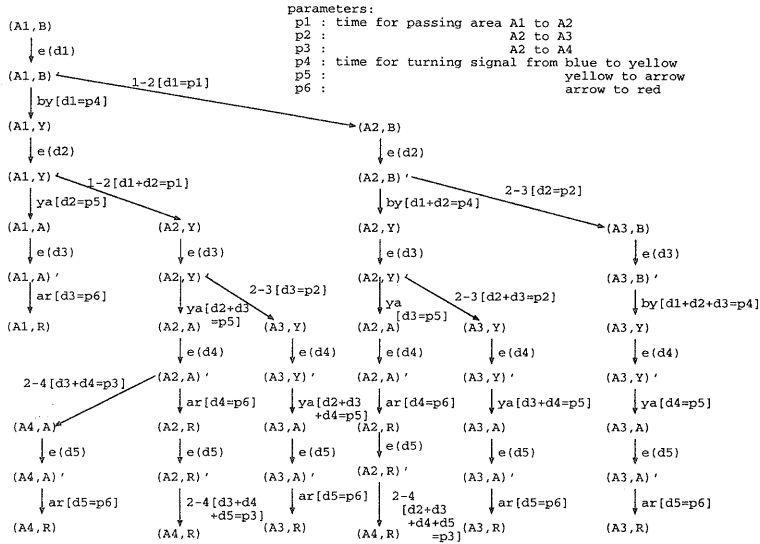 parameters:
p1 : time for passing area A1 to A2
p2 : A2 to A3
p3 : A2 to A4
p4 : time for turning signal from blue to yellow
p5 : yellow to arrow
p6 : arrow to red
(A1,B)
e(d1)
(A1,B)' 1-2[d1=p1]
by[d1=p4]
(A1,Y) (A2,B)
e(d2) e(d2)
(A1,Y)' 1-2[d1+d2=p1] (A2,B)' 2-3[d2=p2]
ya[d2=p5] by[d1+d2=p4]
(A1,A) (A2,Y) (A2,Y) (A3,B)
e(d3) e(d3) e(d3) e(d3)
(A1,A)' (A2,Y)' 2-3[d3=p2] (A2,Y)' 2-3[d2+d3=p2] (A3,B)'
ar[d3=p6] ya[d2+d3 ya by[d1+d2+d3=p4]
=p5] [d3=p5]
(A1,R) (A2,A) (A3,Y) (A2,A) (A3,Y) (A3,Y)
e(d4) e(d4) e(d4) e(d4) e(d4)
2-4[d3+d4=p3] (A2,A)' (A3,Y)' (A2,A)' (A3,Y)' (A3,Y)'
ar[d4=p6] ya[d2+d3 ar[d4=p6] ya[d3+d4=p5] ya[d4=p5]
+d4=p5]
(A4,A) (A2,R) (A3,A) (A2,R) (A3,A) (A3,A)
e(d5) e(d5) e(d5) e(d5) e(d5) e(d5)
(A4,A)' (A2,R)' (A3,A)' (A2,R)' (A3,A)' (A3,A)'
ar[d5=p6] 2-4[d3+d4 ar[d5=p6] 2-4 ar[d5=p6] ar[d5=p6]
+d5=p3] [d2+d3
+d4+d5
=p3]
(A4,R) (A4,R) (A3,R) (A4,R) (A3,R) (A3,R)